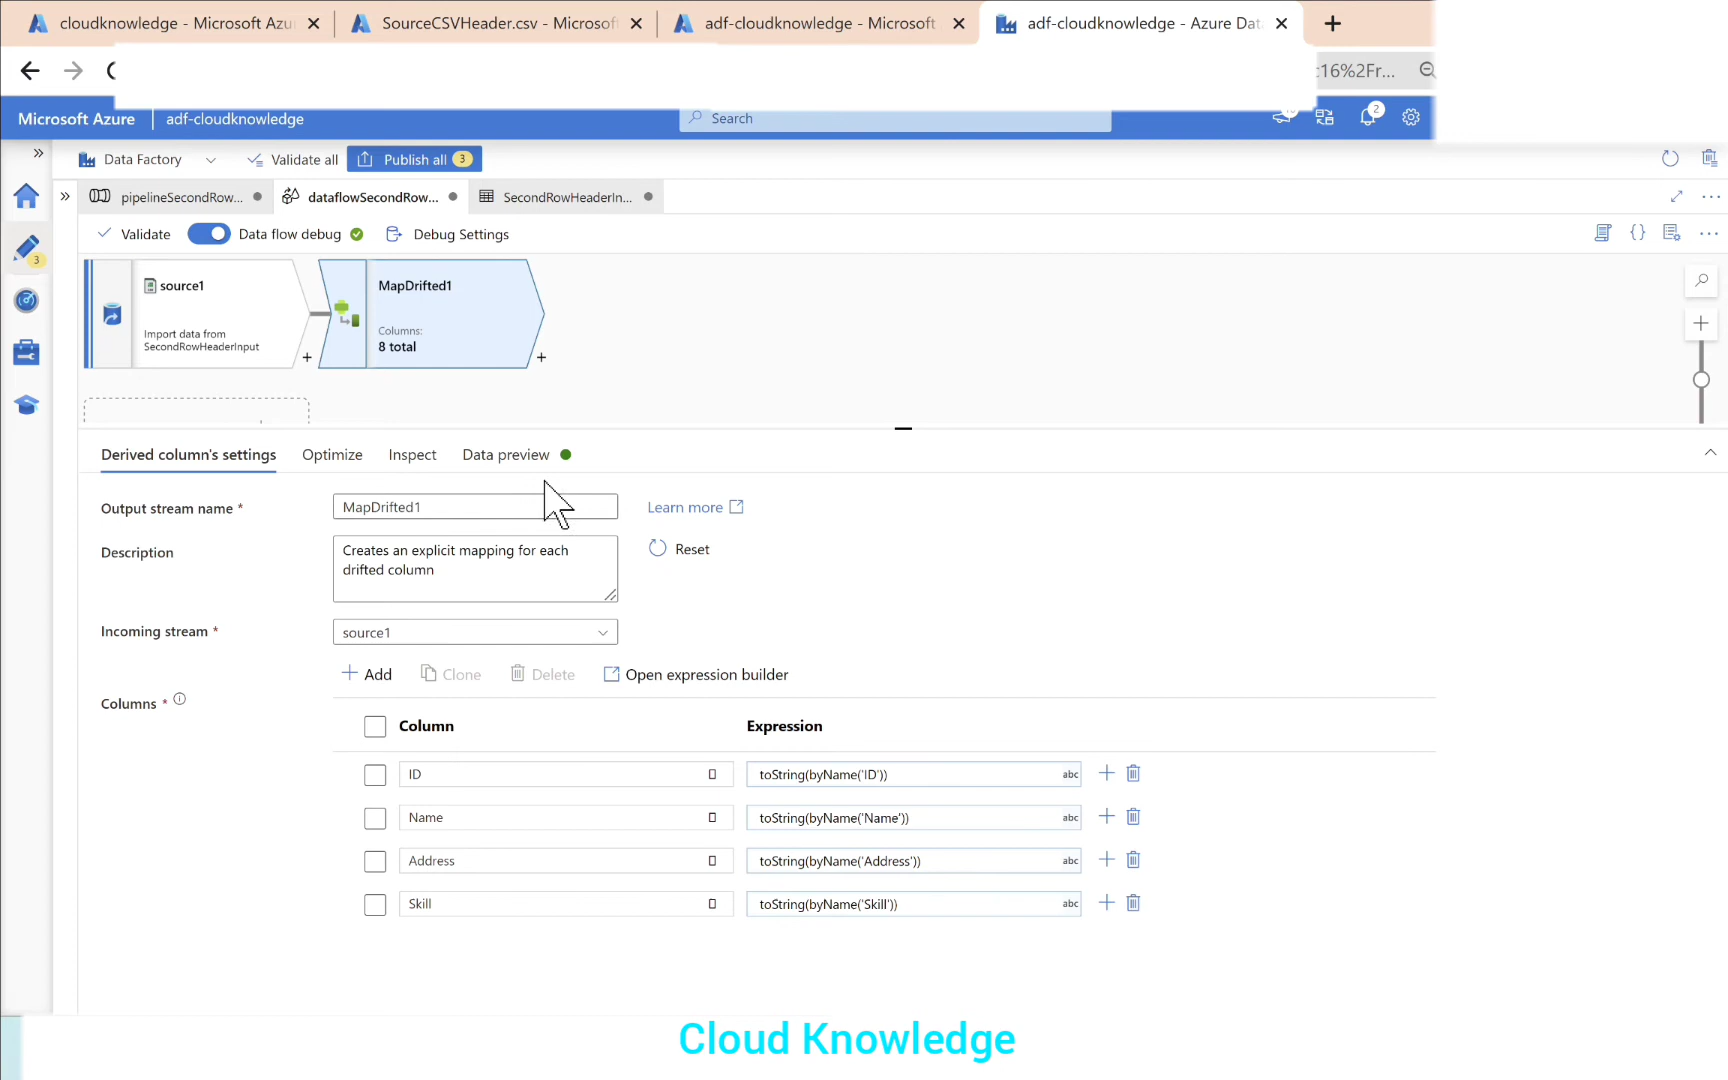 cloudknowledge - Microsoft Azu
SourceCSVHeader.csv - Microsoft
adf-cloudknowledge - Microsoft
adf-cloudknowledge - Azure Dat
:16%2Fr...
Microsoft Azure
adf-cloudknowledge
Search
2
Data Factory
Validate all
Publish all
3
pipelineSecondRow...
dataflowSecondRow...
SecondRowHeaderIn...
Validate
Data flow debug
Debug Settings
3
source1
Import data from
SecondRowHeaderInput
MapDrifted1
Columns:
8 total
Derived column's settings
Optimize
Inspect
Data preview
Output stream name *
MapDrifted1
Learn more
Description
Creates an explicit mapping for each
drifted column
Reset
Incoming stream *
source1
Add
Clone
Delete
Open expression builder
Columns *
Column
Expression
ID
toString(byName('ID'))
abc
Name
toString(byName('Name'))
abc
Address
toString(byName('Address'))
abc
Skill
toString(byName('Skill'))
abc
Cloud Knowledge